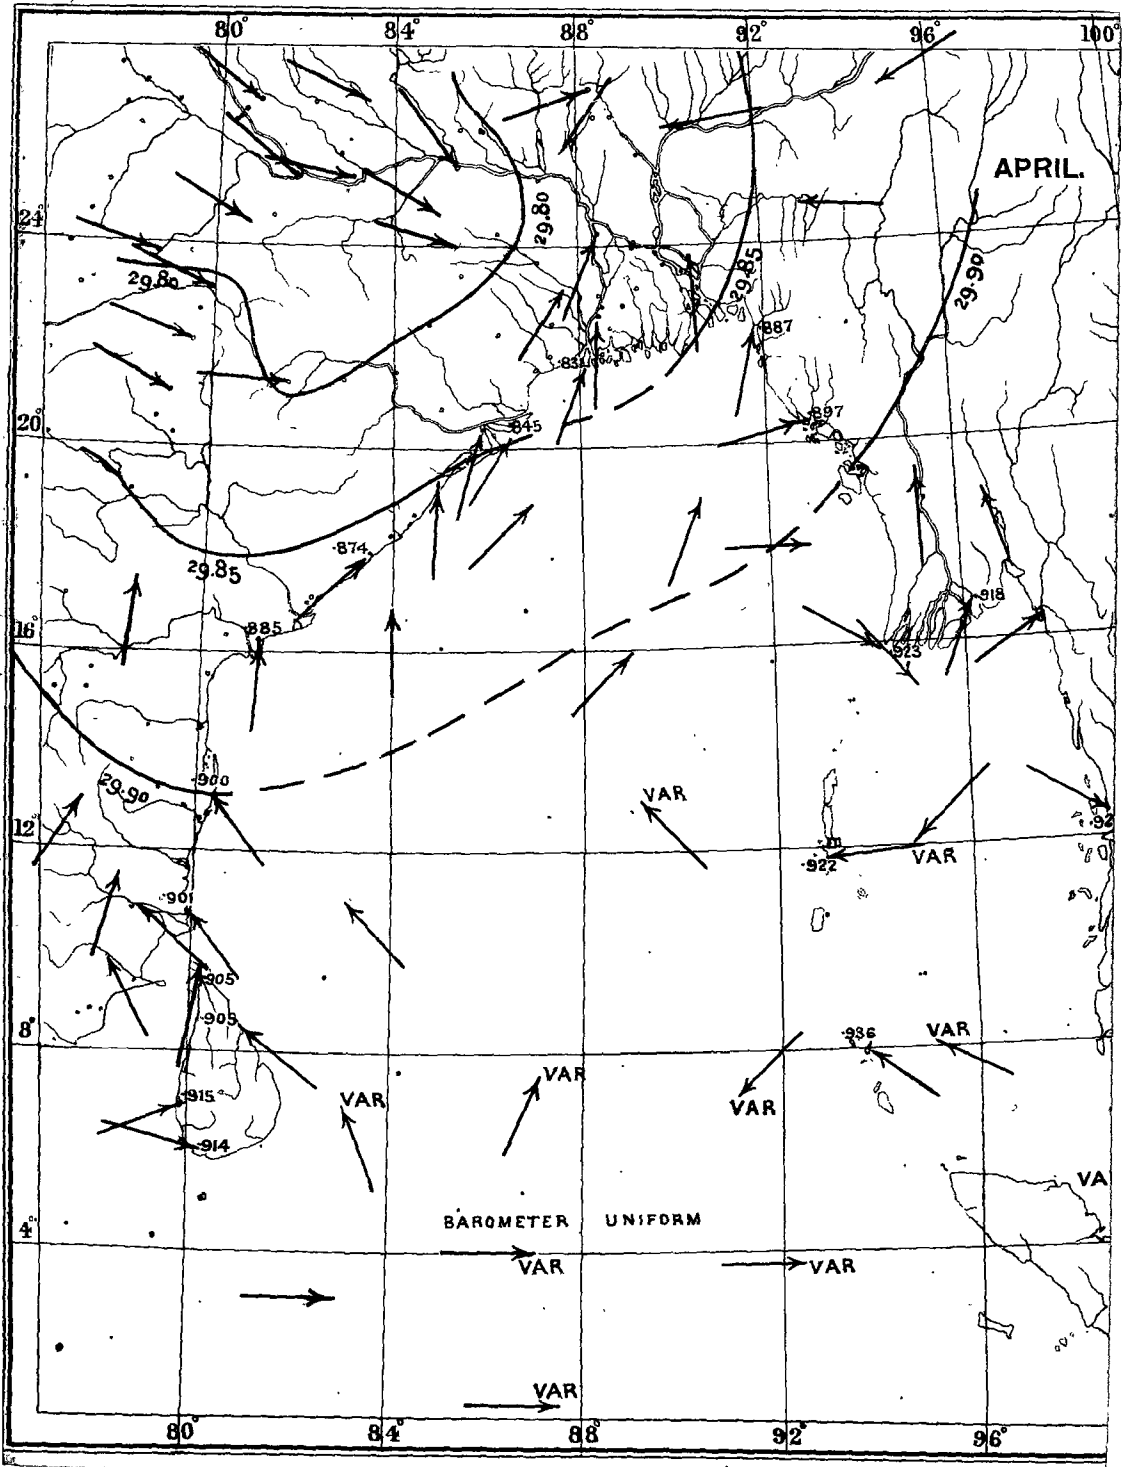 80° 84° 88° 92° 96° 100°
APRIL.
24°
29.80
29.80
29.85
29.90
.887
.831
20°
.845
.897
.874
29.85
16°
.885
.918
.923
29.90
.900
VAR
12°
VAR
.922
.92
.901
.905
.905
8°
.936
VAR
VAR
VAR
.915
VAR
.914
VA
BAROMETER UNIFORM
4°
VAR
VAR
VAR
80° 84° 88° 92° 96°